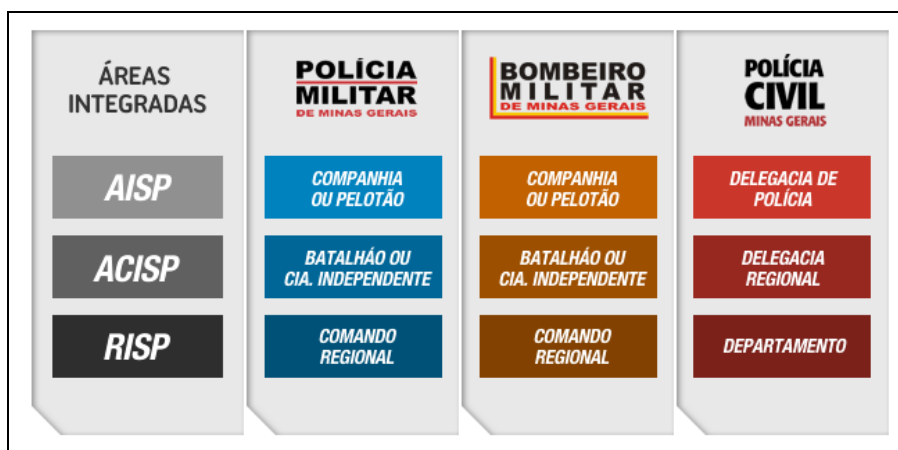 ÁREAS
INTEGRADAS
POLÍCIA
MILITAR
DE MINAS GERAIS
BOMBEIRO
MILITAR
DE MINAS GERAIS
POLÍCIA
CIVIL
MINAS GERAIS
AISP
COMPANHIA
OU PELOTÃO
COMPANHIA
OU PELOTÃO
DELEGACIA DE
POLÍCIA
ACISP
BATALHÁO OU
CIA. INDEPENDENTE
BATALHÁO OU
CIA. INDEPENDENTE
DELEGACIA
REGIONAL
RISP
COMANDO
REGIONAL
COMANDO
REGIONAL
DEPARTAMENTO